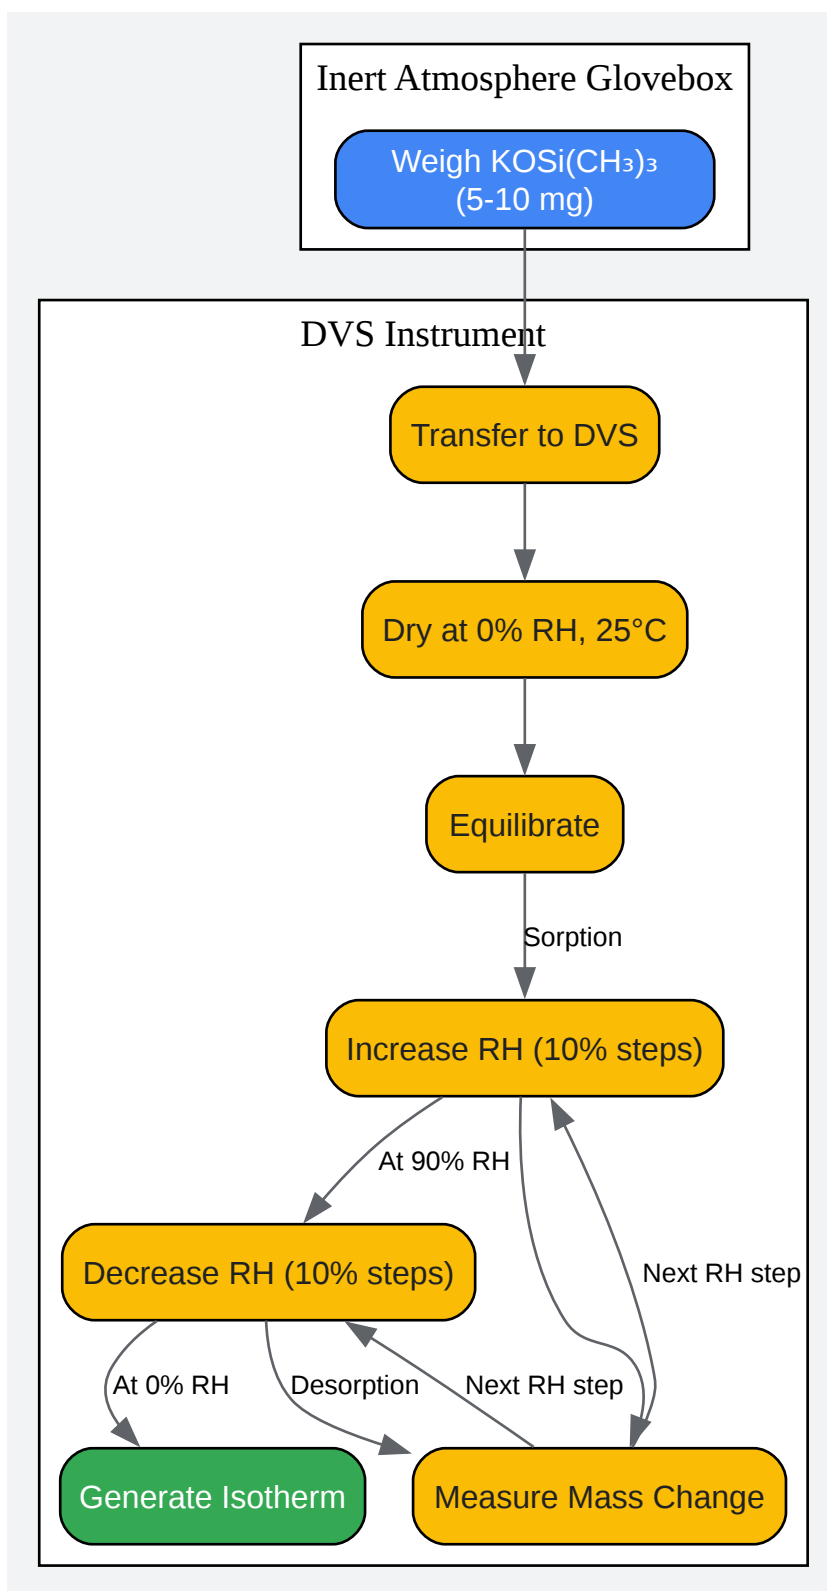 Inert Atmosphere Glovebox
Weigh KOSi(CH₃)₃
(5-10 mg)
DVS Instrument
Transfer to DVS
Dry at 0% RH, 25°C
Equilibrate
Sorption
Increase RH (10% steps)
At 90% RH
Decrease RH (10% steps)
Next RH step
At 0% RH
Desorption
Next RH step
Generate Isotherm
Measure Mass Change